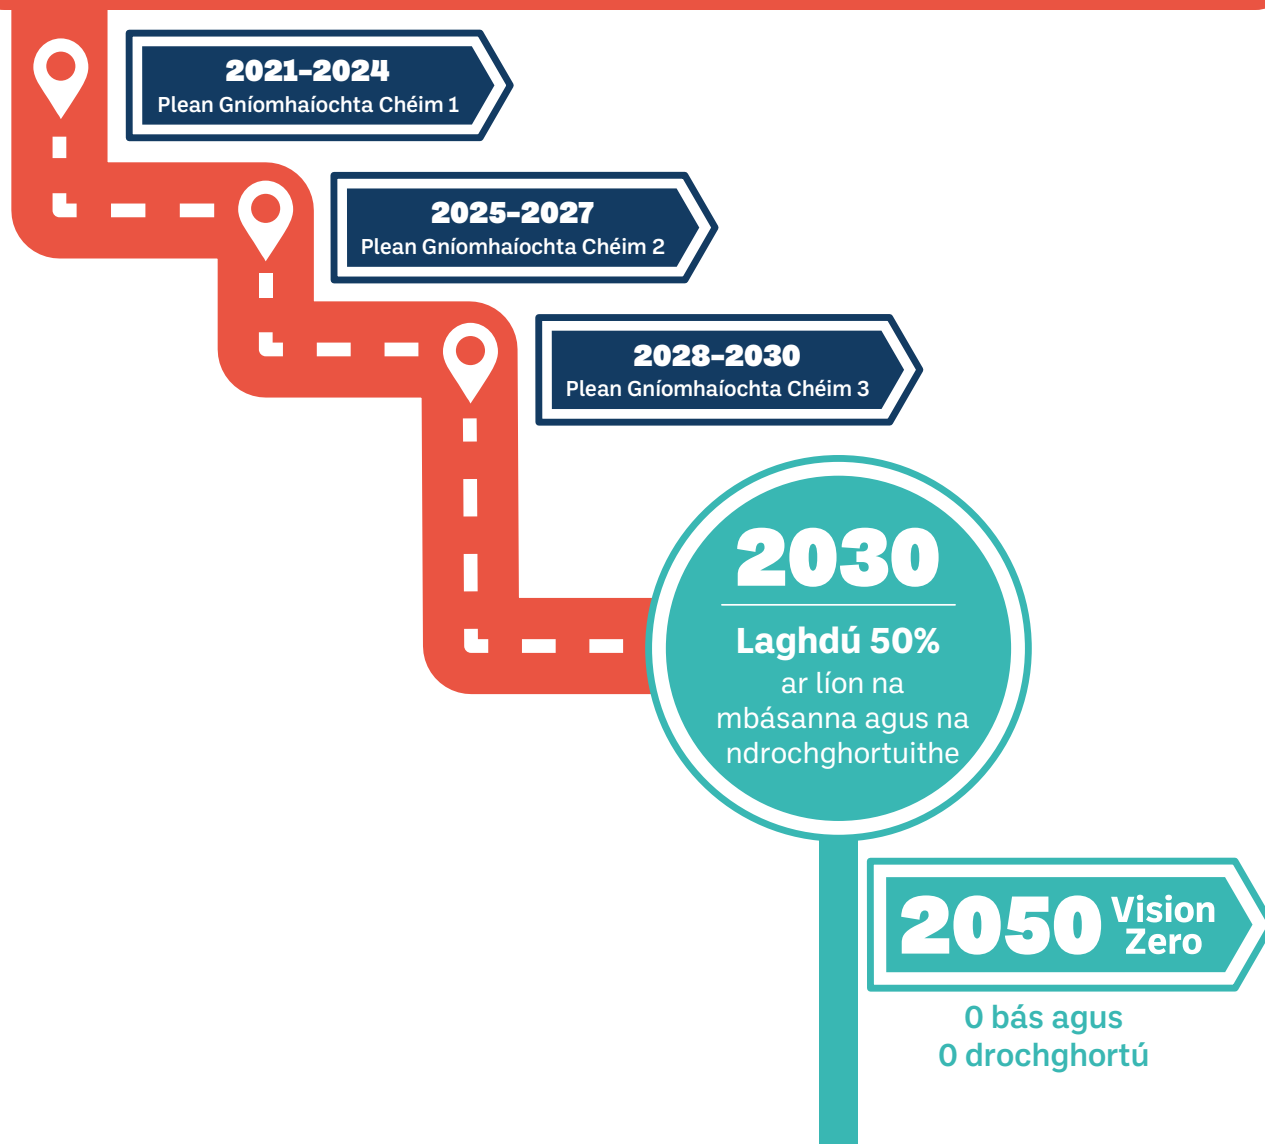 2021-2024
Plean Gníomhaíochta Chéim 1
2025-2027
Plean Gníomhaíochta Chéim 2
2028-2030
Plean Gníomhaíochta Chéim 3
2030
Laghdú 50%
ar líon na
mbásanna agus na
ndrochghortuithe
2050 Vision
Zero
0 bás agus
0 drochghortú